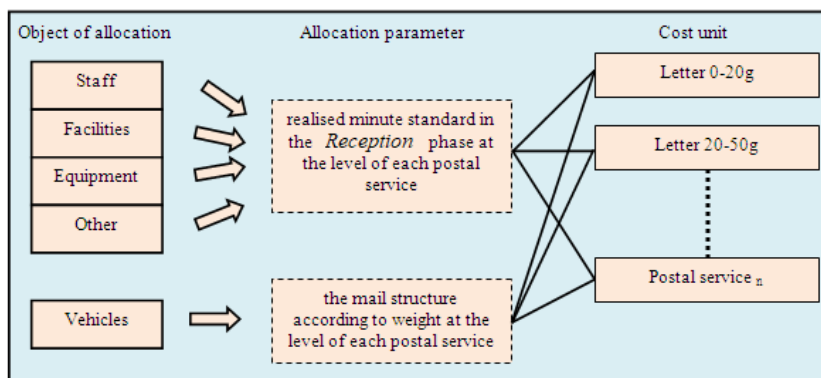 Object of allocation
Allocation parameter
Cost unit
Staff
Facilities
Equipment
Other
Vehicles
realised minute standard in
the Reception phase at
the level of each postal
service
the mail structure
according to weight at the
level of each postal service
Letter 0-20g
Letter 20-50g
Postal service n